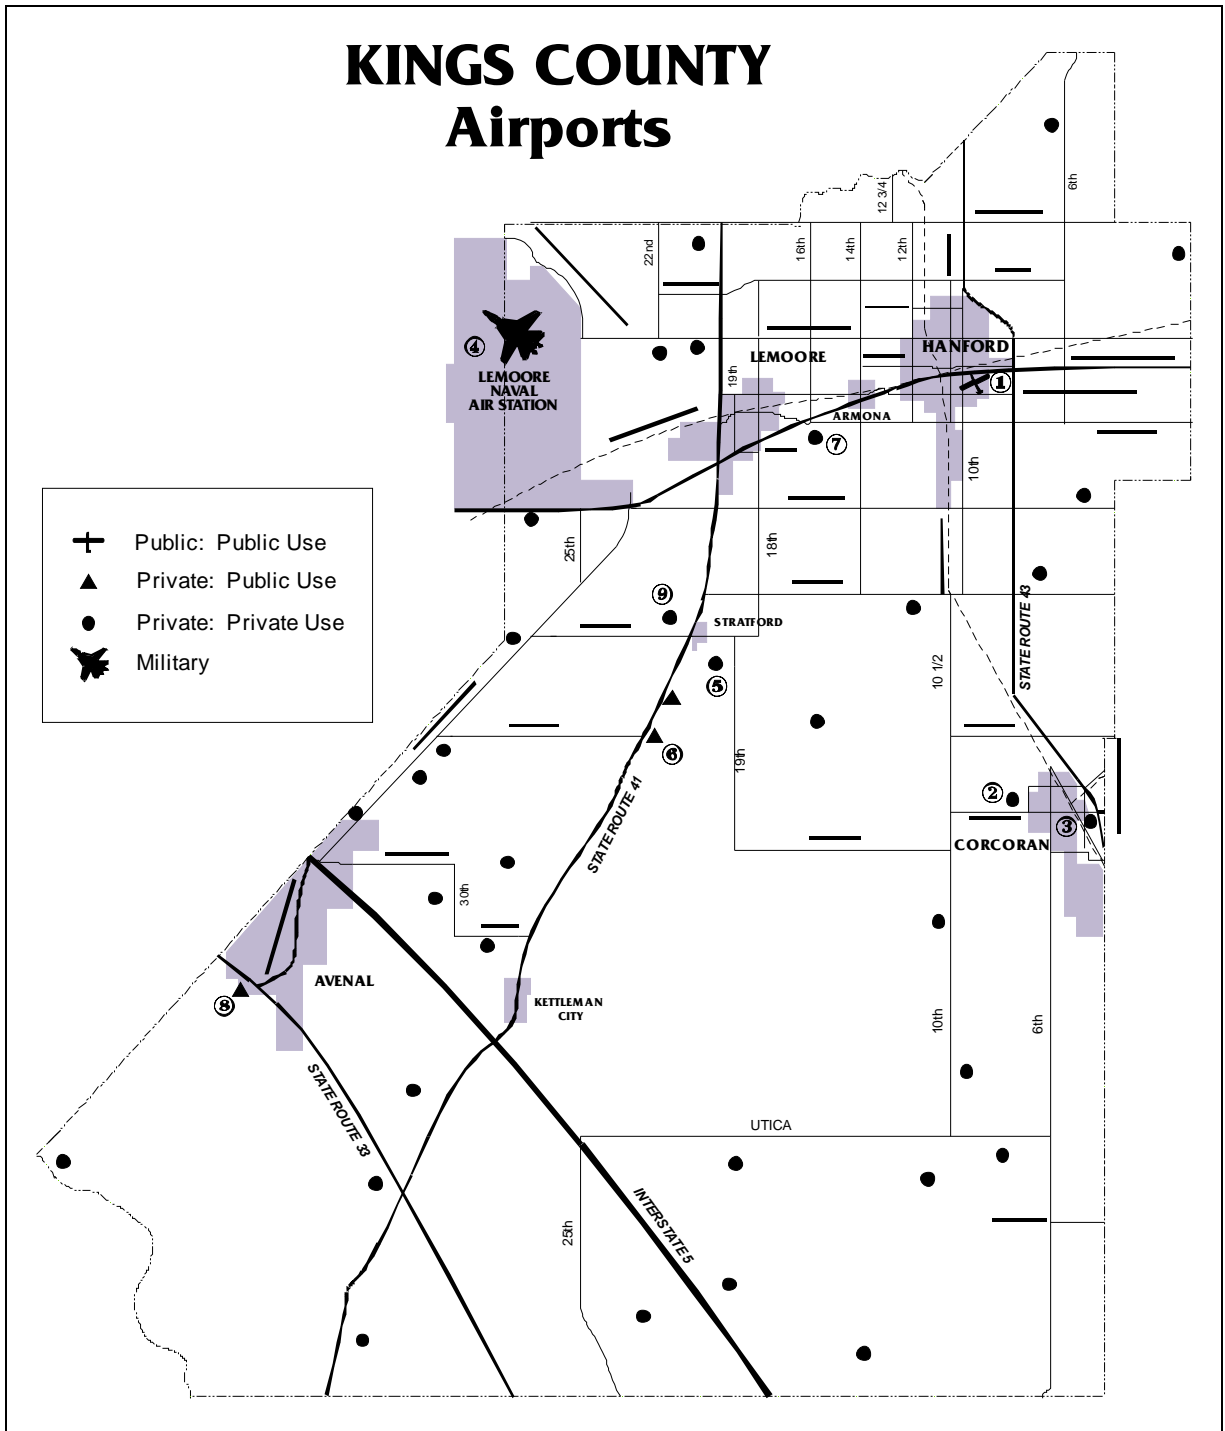 KINGS COUNTY
Airports
12 3/4
6th
22nd
16th
14th
12th
4
LEMOORE
NAVAL
AIR STATION
LEMOORE
HANFORD
19th
1
ARMONA
7
10th
Public: Public Use
Private: Public Use
Private: Private Use
Military
25th
18th
9
STRATFORD
5
10 1/2
STATE ROUTE 43
6
19th
STATE ROUTE 41
2
3
CORCORAN
30th
AVENAL
8
KETTLEMAN
CITY
10th
6th
STATE ROUTE 33
UTICA
25th
INTERSTATE 5